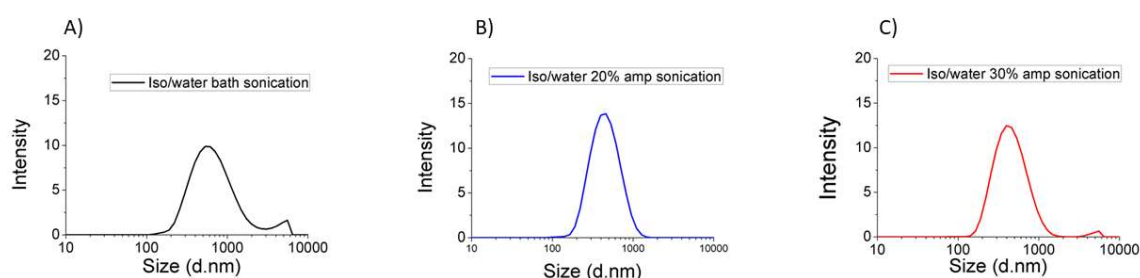 A)
20
15
10
5
0
10
100
1000
10000
Intensity
Size (d.nm)
Iso/water bath sonication
B)
20
15
10
5
0
10
100
1000
10000
Intensity
Size (d.nm)
Iso/water 20% amp sonication
C)
20
15
10
5
0
10
100
1000
10000
Intensity
Size (d.nm)
Iso/water 30% amp sonication